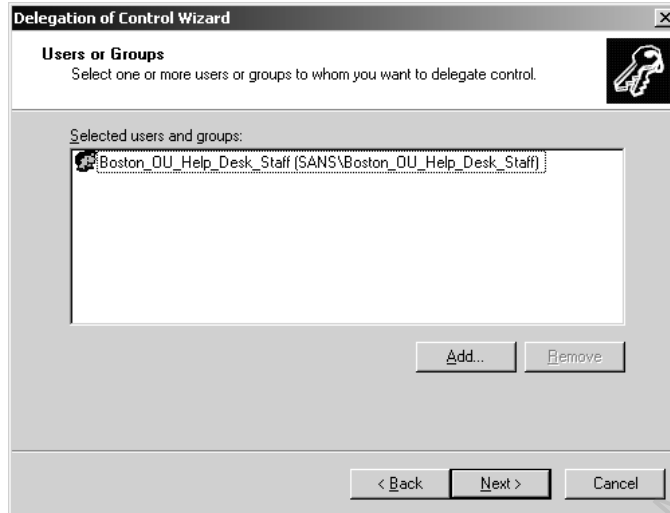 Delegation of Control Wizard
Users or Groups
Select one or more users or groups to whom you want to delegate control.
Selected users and groups:
Boston_OU_Help_Desk_Staff (SANS\Boston_OU_Help_Desk_Staff)
Add... Remove
< Back Next > Cancel